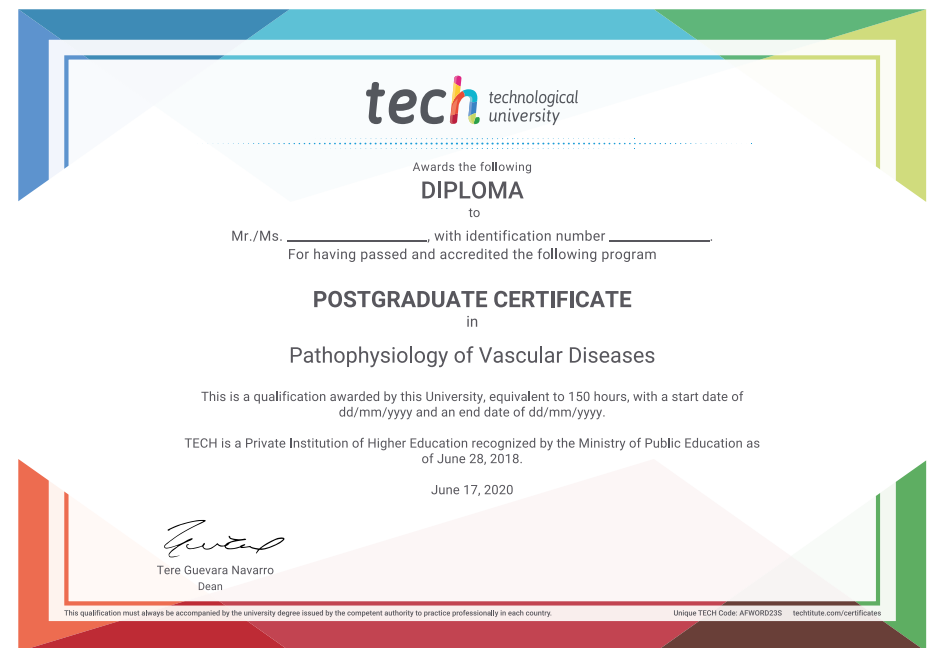 tech technological
university
Awards the following
DIPLOMA
to
Mr./Ms. ____________, with identification number ____________.
For having passed and accredited the following program
POSTGRADUATE CERTIFICATE
in
Pathophysiology of Vascular Diseases
This is a qualification awarded by this University, equivalent to 150 hours, with a start date of
dd/mm/yyyy and an end date of dd/mm/yyyy.
TECH is a Private Institution of Higher Education recognized by the Ministry of Public Education as
of June 28, 2018.
June 17, 2020
Tere Guevara Navarro
Dean
This qualification must always be accompanied by the university degree issued by the competent authority to practice professionally in each country. Unique TECH Code: AFWORD23S techtitute.com/certificates